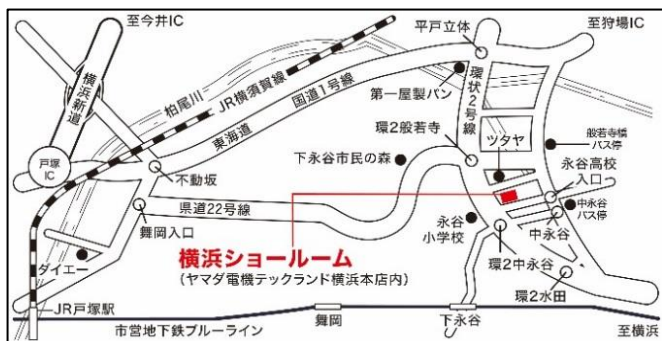 至今井IC
平戸立体
至狩場IC
横浜新道
柏尾川
JR横須賀線
国道1号線
東海道
第一屋製パン
環状2号線
環2般若寺
ツタヤ
般若寺橋
バス停
戸塚
IC
不動坂
下永谷市民の森
永谷高校
入口
県道22号線
中永谷
バス停
舞岡入口
永谷
小学校
中永谷
横浜ショールーム
(ヤマダ電機テックランド横浜本店内)
環2中永谷
ダイエー
環2水田
JR戸塚駅
市営地下鉄ブルーライン
舞岡
下永谷
至横浜